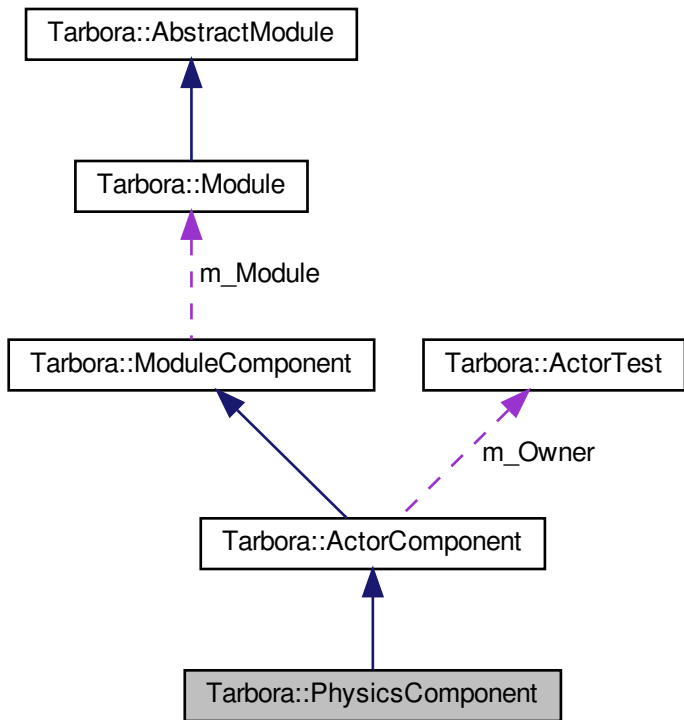 Tarbora::AbstractModule
Tarbora::Module
m_Module
Tarbora::ModuleComponent
Tarbora::ActorTest
m_Owner
Tarbora::ActorComponent
Tarbora::PhysicsComponent